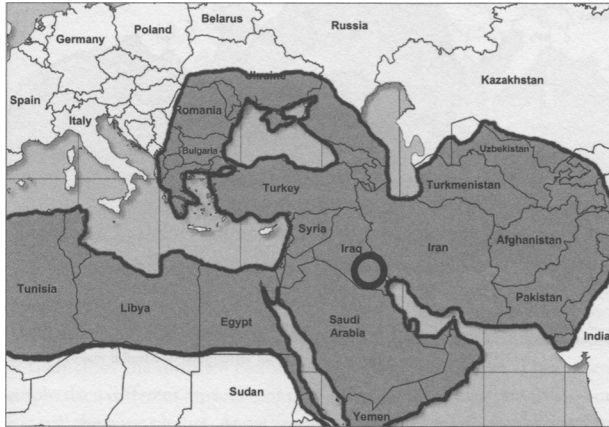 Belarus
Russia
Poland
Germany
Ukraine
Kazakhstan
Spain
Romania
Italy
Bulgaria
Uzbekistan
Turkey
Turkmenistan
Syria
Iraq
Iran
Afghanistan
Tunisia
Pakistan
Libya
Egypt
Saudi
Arabia
India
Sudan
Yemen